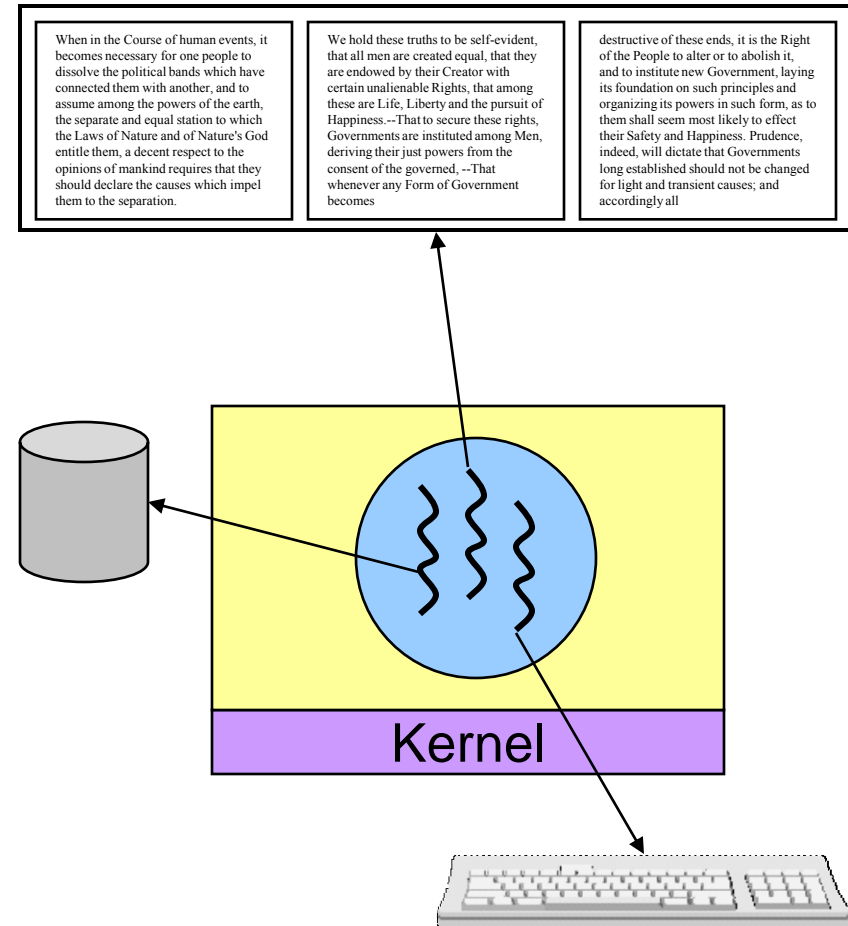 When in the Course of human events, it
becomes necessary for one people to
dissolve the political bands which have
connected them with another, and to
assume among the powers of the earth,
the separate and equal station to which
the Laws of Nature and of Nature's God
entitle them, a decent respect to the
opinions of mankind requires that they
should declare the causes which impel
them to the separation.
We hold these truths to be self-evident,
that all men are created equal, that they
are endowed by their Creator with
certain unalienable Rights, that among
these are Life, Liberty and the pursuit of
Happiness.--That to secure these rights,
Governments are instituted among Men,
deriving their just powers from the
consent of the governed, --That
whenever any Form of Government
becomes
destructive of these ends, it is the Right
of the People to alter or to abolish it,
and to institute new Government, laying
its foundation on such principles and
organizing its powers in such form, as to
them shall seem most likely to effect
their Safety and Happiness. Prudence,
indeed, will dictate that Governments
long established should not be changed
for light and transient causes; and
accordingly all
Kernel